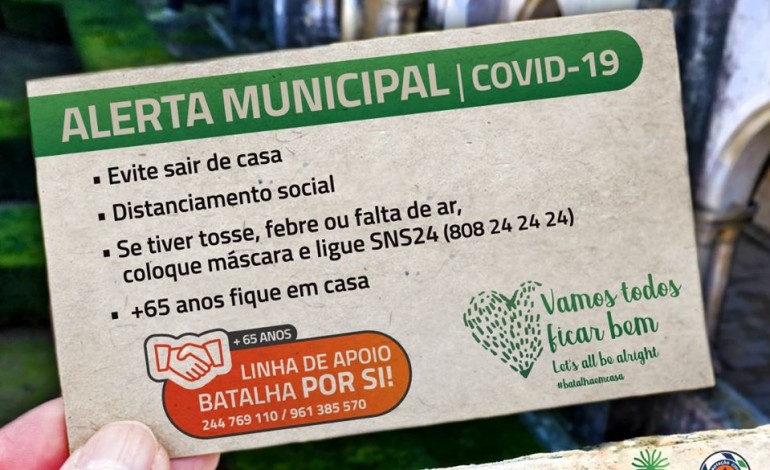 ALERTA MUNICIPAL | COVID-19
▪ Evite sair de casa
▪ Distanciamento social
▪ Se tiver tosse, febre ou falta de ar,
coloque máscara e ligue SNS24 (808 24 24 24)
▪ +65 anos fique em casa
+ 65 ANOS
LINHA DE APOIO
BATALHA POR SI!
244 769 110 / 961 385 570
Vamos todos
ficar bem
Let's all be alright
#batalhaemcasa